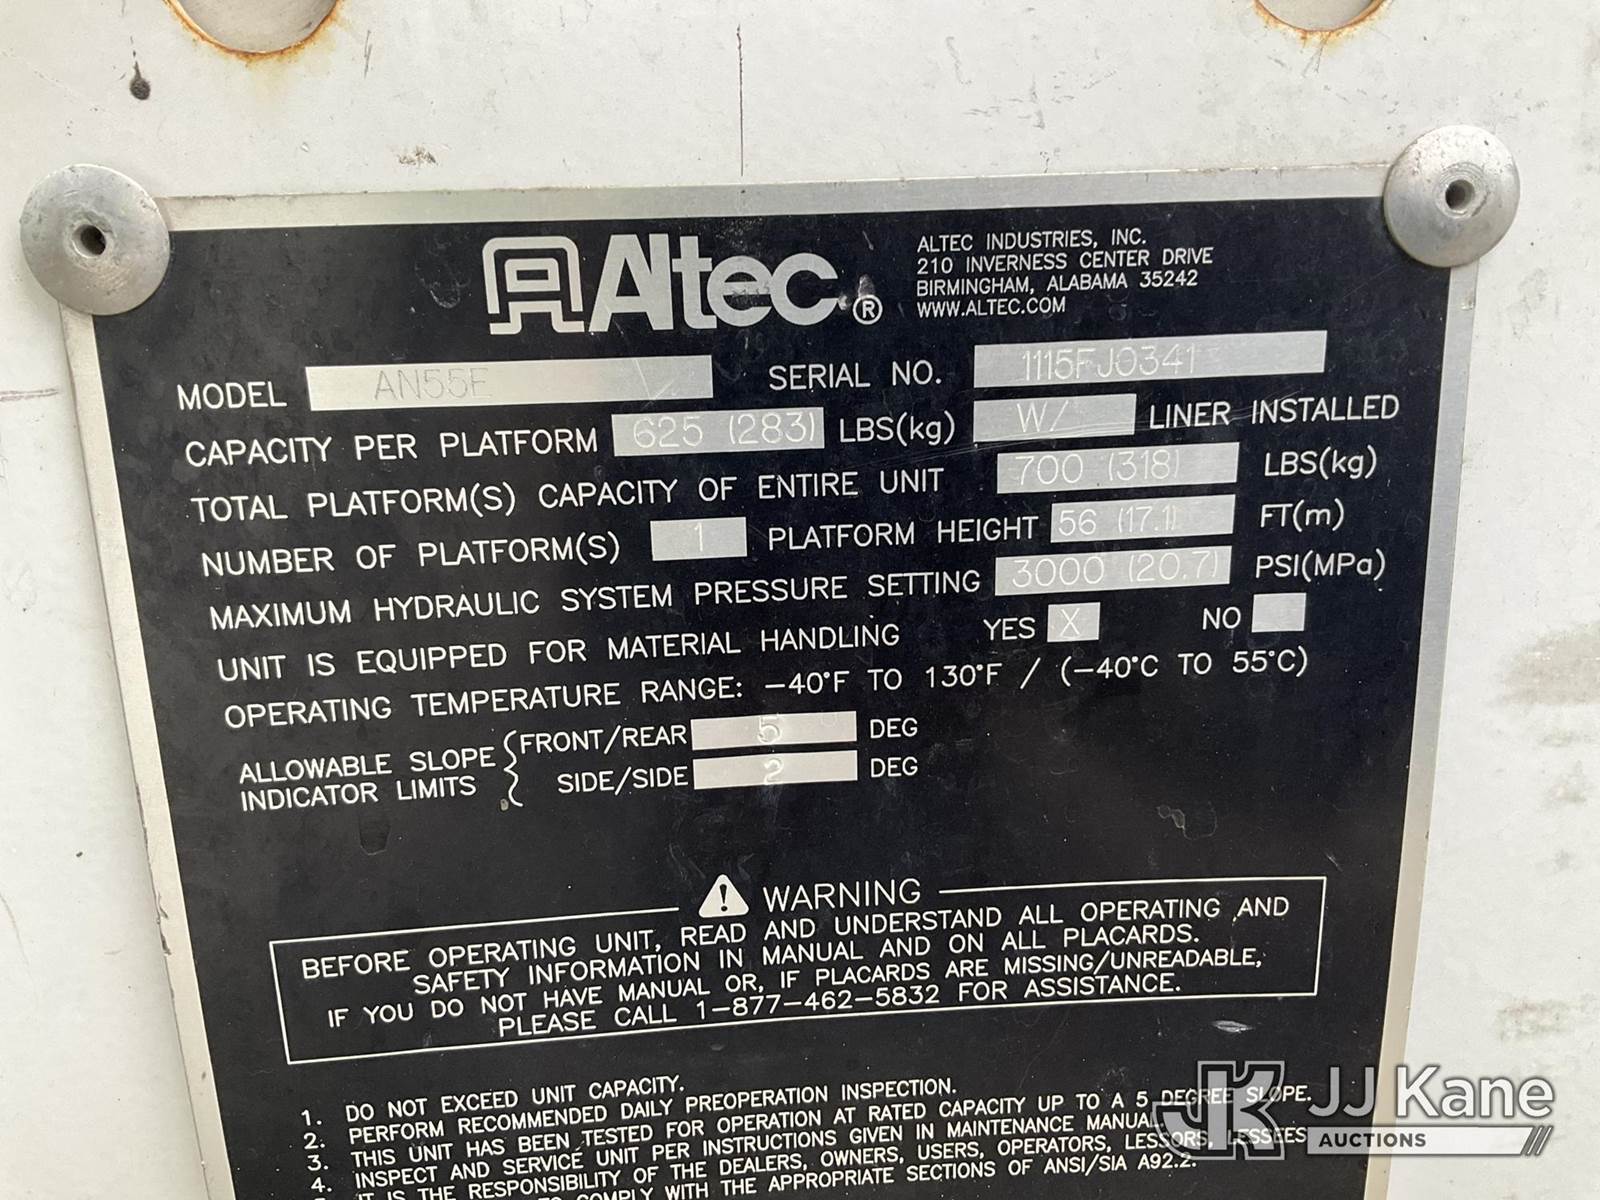 Altec®
ALTEC INDUSTRIES, INC.
210 INVERNESS CENTER DRIVE
BIRMINGHAM, ALABAMA 35242
WWW.ALTEC.COM
MODEL AN55E SERIAL NO. 1115FJ0341
CAPACITY PER PLATFORM 625 (283) LBS(kg) W/ LINER INSTALLED
TOTAL PLATFORM(S) CAPACITY OF ENTIRE UNIT 700 (318) LBS(kg)
NUMBER OF PLATFORM(S) 1 PLATFORM HEIGHT 56 (17.1) FT(m)
MAXIMUM HYDRAULIC SYSTEM PRESSURE SETTING 3000 (20.7) PSI(MPa)
UNIT IS EQUIPPED FOR MATERIAL HANDLING YES X NO
OPERATING TEMPERATURE RANGE: -40°F TO 130°F / (-40°C TO 55°C)
ALLOWABLE SLOPE INDICATOR LIMITS
FRONT/REAR 5 DEG
SIDE/SIDE 2 DEG
WARNING
BEFORE OPERATING UNIT, READ AND UNDERSTAND ALL OPERATING AND
SAFETY INFORMATION IN MANUAL AND ON ALL PLACARDS.
IF YOU DO NOT HAVE MANUAL OR, IF PLACARDS ARE MISSING/UNREADABLE,
PLEASE CALL 1-877-462-5832 FOR ASSISTANCE.
1. DO NOT EXCEED UNIT CAPACITY.
2. PERFORM RECOMMENDED DAILY PREOPERATION INSPECTION.
3. THIS UNIT HAS BEEN TESTED FOR OPERATION AT RATED CAPACITY UP TO A 5 DEGREE SLOPE.
4. INSPECT AND SERVICE UNIT PER INSTRUCTIONS GIVEN IN MAINTENANCE MANUAL.
IT IS THE RESPONSIBILITY OF THE DEALERS, OWNERS, USERS, OPERATORS, LESSORS, LESSEES
TO COMPLY WITH THE APPROPRIATE SECTIONS OF ANSI/SIA A92.2.
JK JJ Kane
AUCTIONS